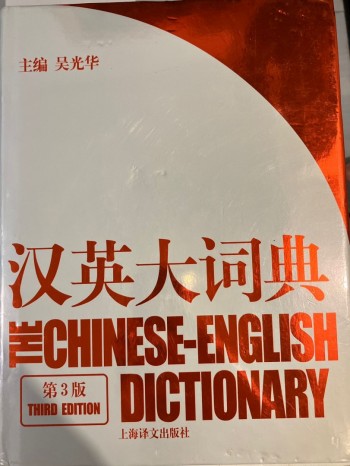 主编 吴光华
汉英大词典
THE CHINESE-ENGLISH
DICTIONARY
第3版
THIRD EDITION
上海译文出版社